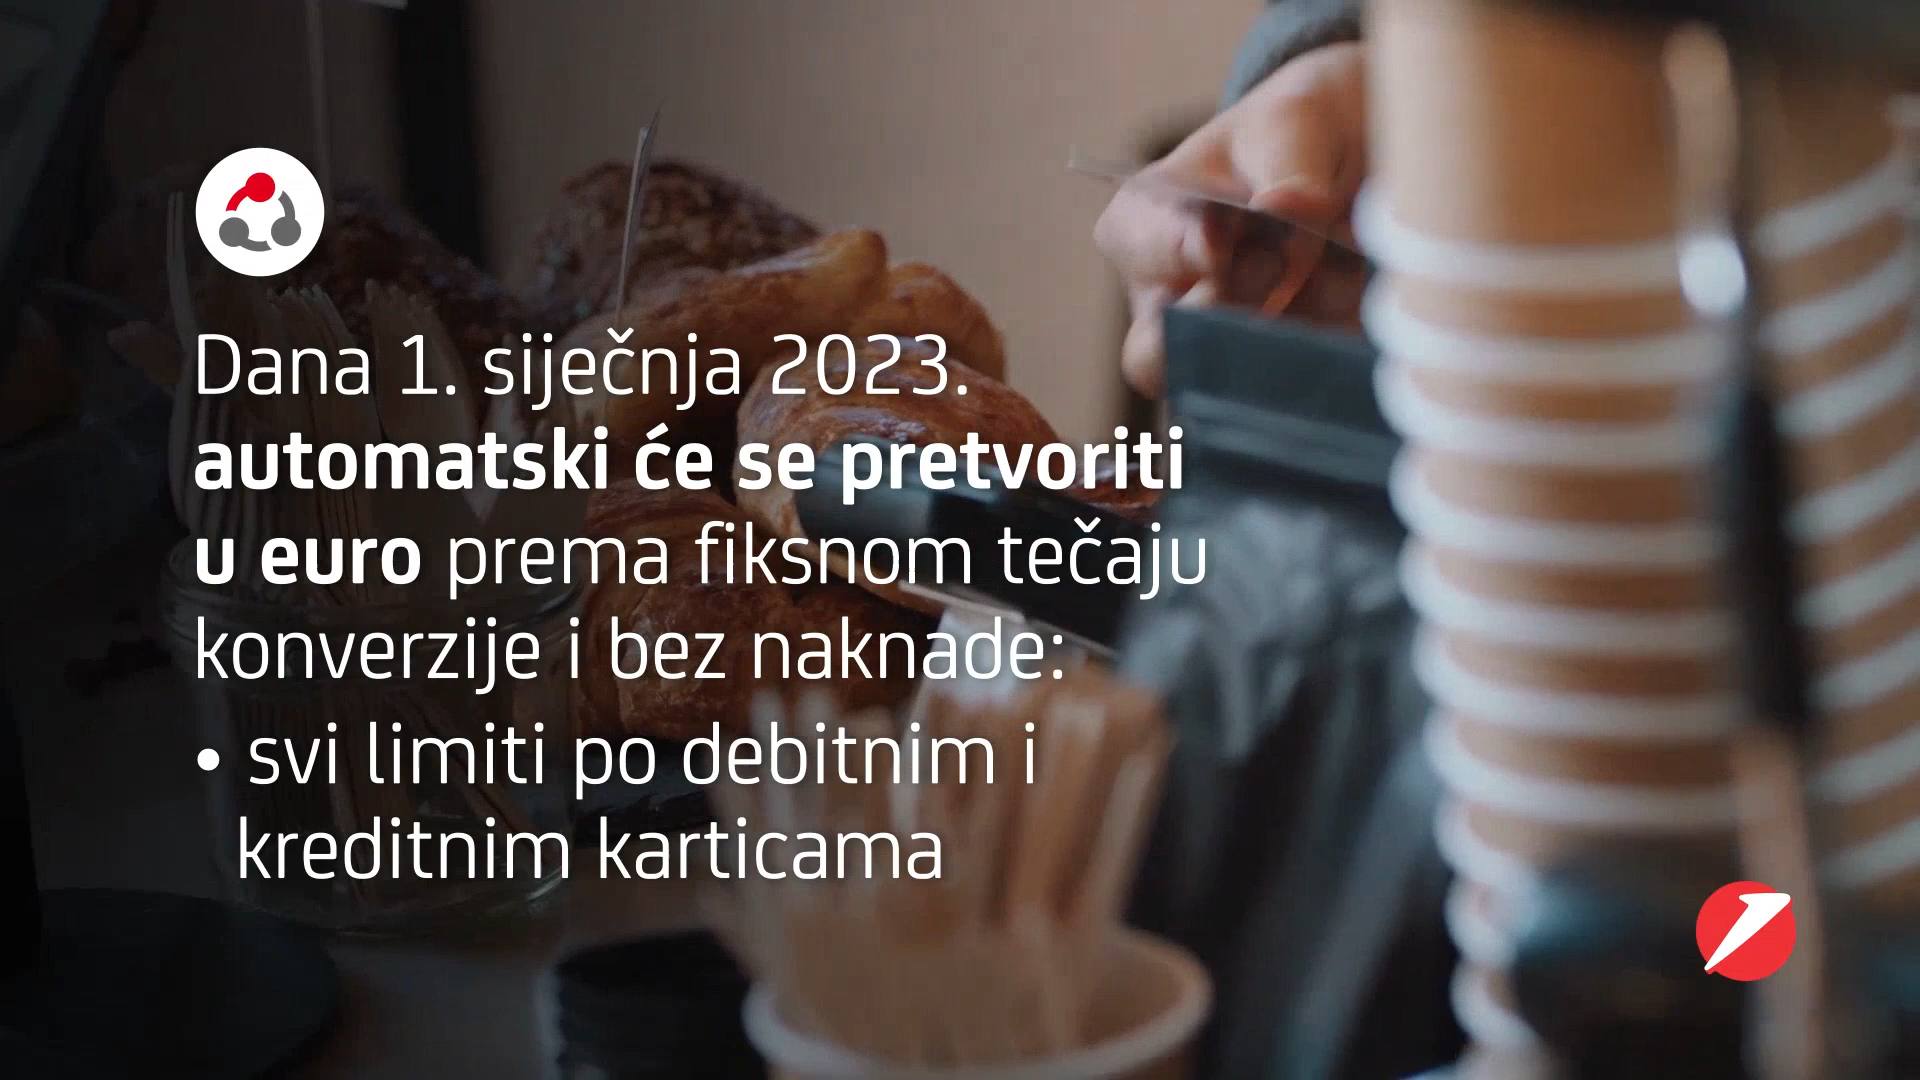 Dana 1. siječnja 2023.
automatski će se pretvoriti
u euro prema fiksnom tečaju
konverzije i bez naknade:
• svi limiti po debitnim i
kreditnim karticama